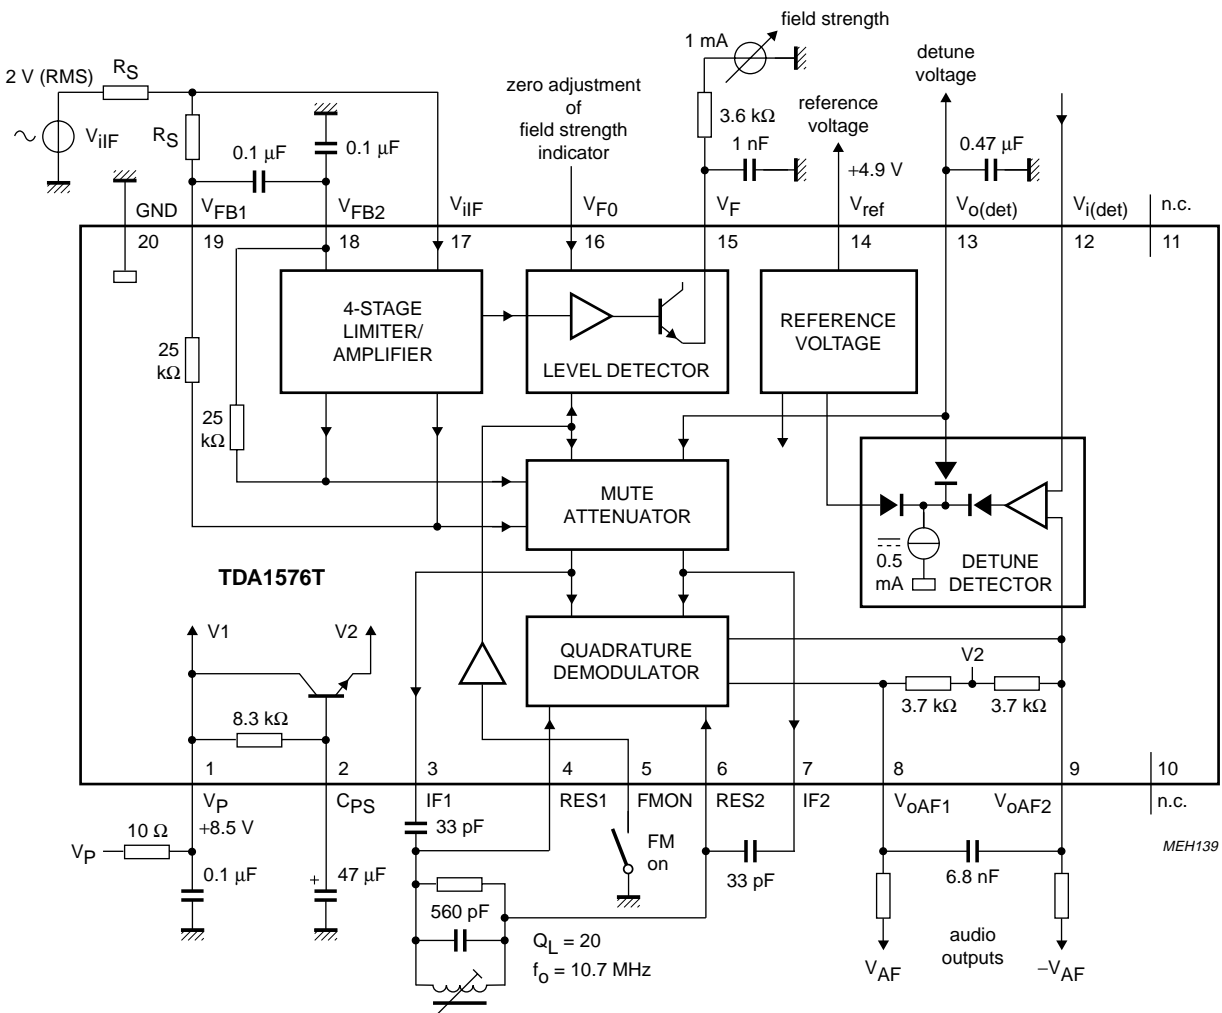 field strength
1 mA
detune
voltage
2 V (RMS)
RS
zero adjustment
of
field strength
indicator
reference
voltage
3.6 kΩ
ViIF
RS
0.1 µF
0.1 µF
1 nF
+4.9 V
0.47 µF
GND
VFB1
VFB2
ViIF
VF0
VF
Vref
Vo(det)
Vi(det)
n.c.
20
19
18
17
16
15
14
13
12
11
4-STAGE
LIMITER/
AMPLIFIER
LEVEL DETECTOR
REFERENCE
VOLTAGE
25
kΩ
25
kΩ
MUTE
ATTENUATOR
0.5
mA
DETUNE
DETECTOR
TDA1576T
V1
V2
QUADRATURE
DEMODULATOR
V2
3.7 kΩ
3.7 kΩ
8.3 kΩ
1
2
3
4
5
6
7
8
9
10
VP
CPS
IF1
RES1
FMON
RES2
IF2
VoAF1
VoAF2
n.c.
+8.5 V
10 Ω
VP
33 pF
FM
on
MEH139
0.1 µF
+
47 µF
33 pF
6.8 nF
560 pF
QL = 20
fo = 10.7 MHz
audio
outputs
VAF
–VAF